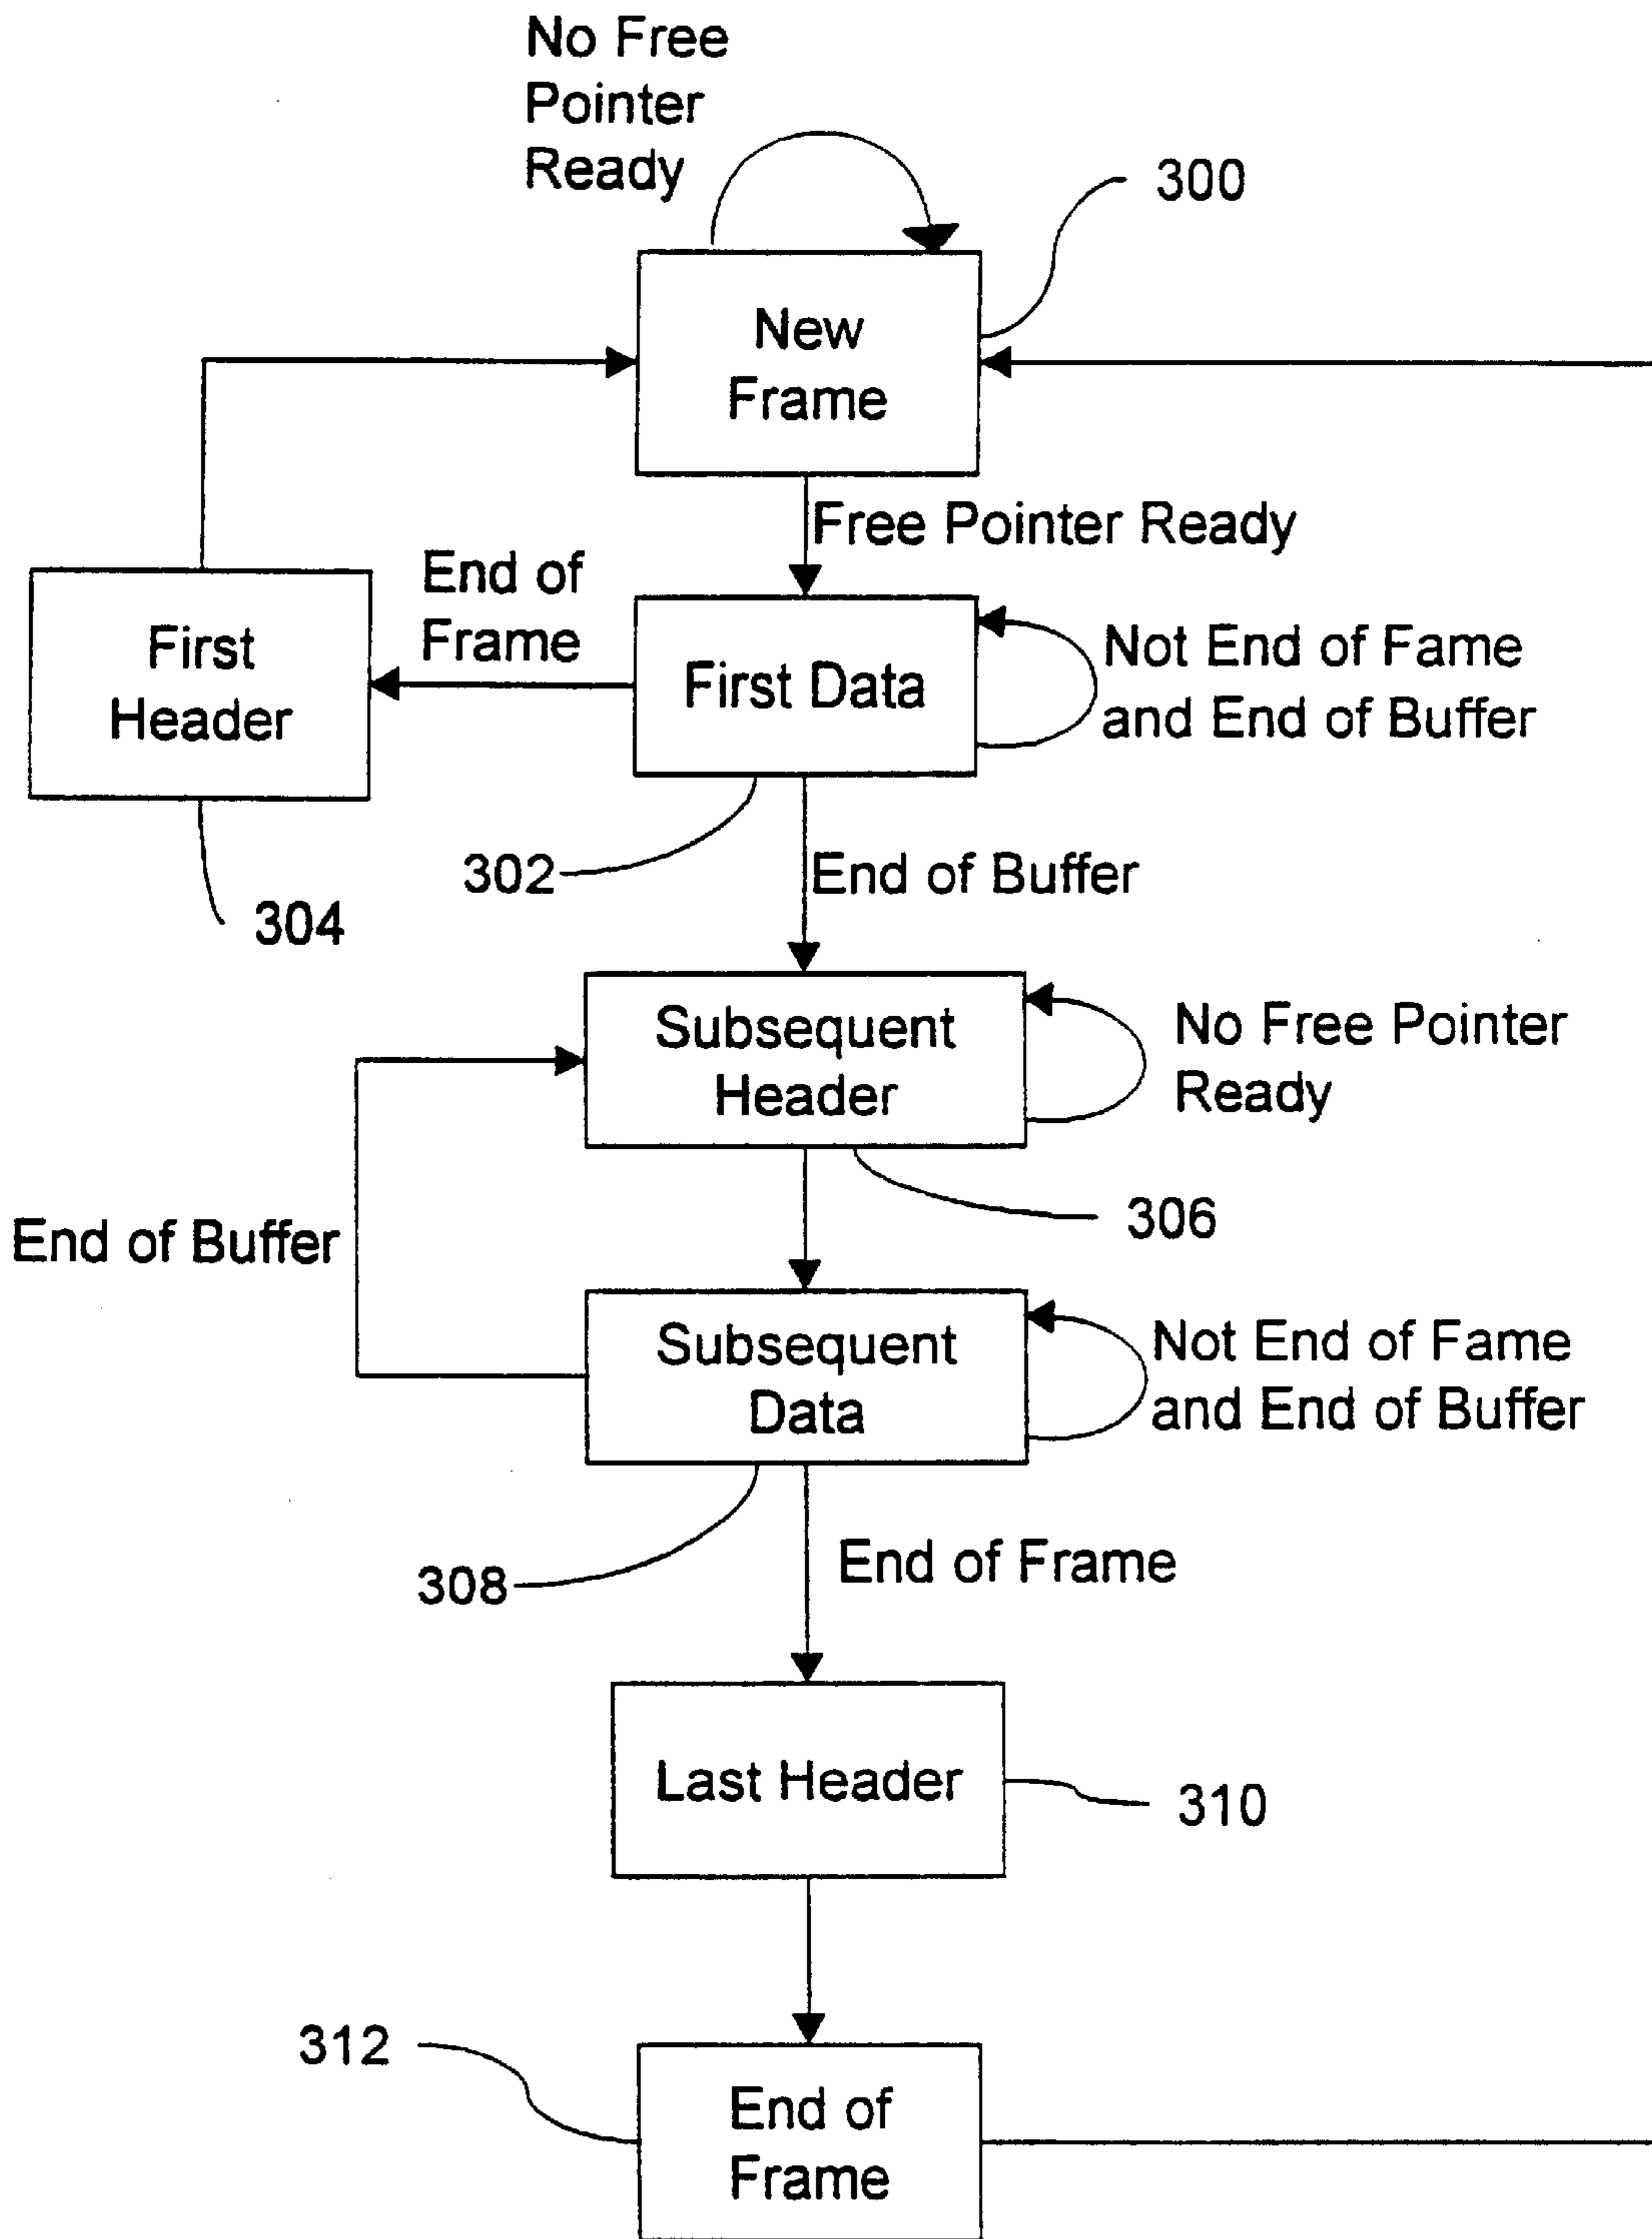 No Free
Pointer
Ready
300
New
Frame
Free Pointer Ready
End of
Frame
First
Header
First Data
Not End of Fame
and End of Buffer
302
End of Buffer
304
Subsequent
Header
No Free Pointer
Ready
306
End of Buffer
Subsequent
Data
Not End of Fame
and End of Buffer
308
End of Frame
Last Header
310
312
End of
Frame